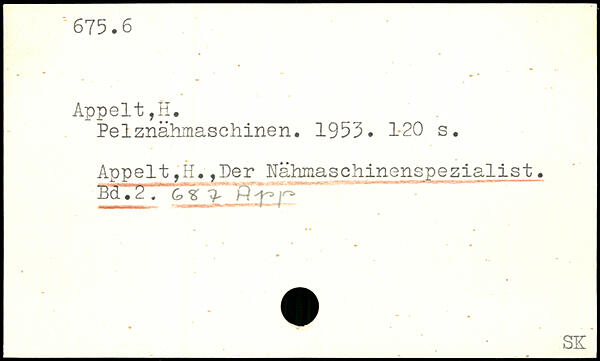 675.6
Appelt,H.
Pelznähmaschinen. 1953. 120 s.
Appelt,H.,Der Nähmaschinenspezialist.
Bd.2. 687 App
SK